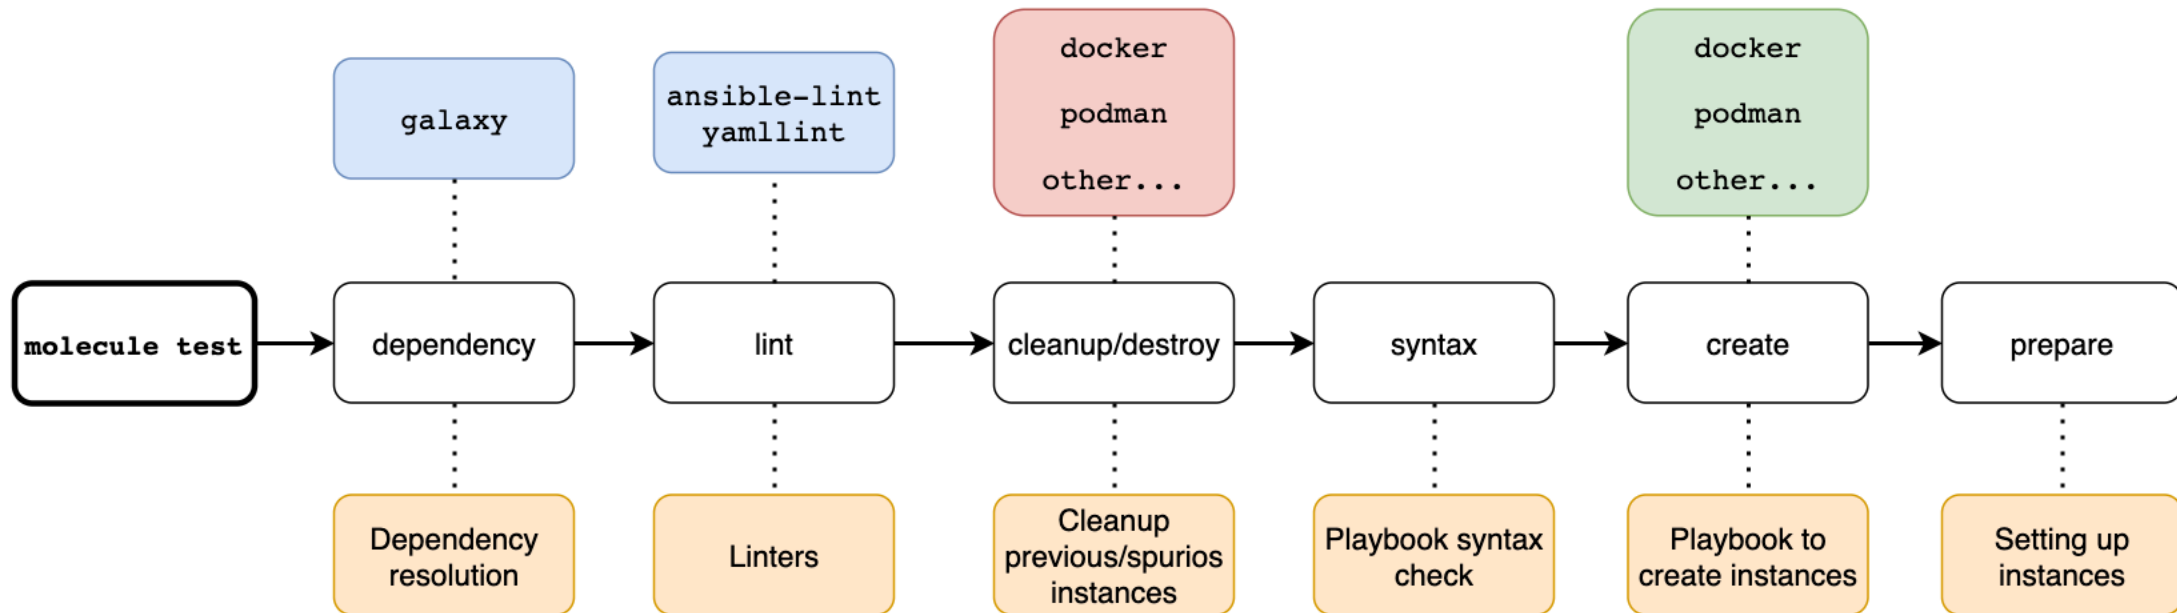 galaxy
ansible-lint
yamllint
docker
podman
other...
docker
podman
other...
molecule test
dependency
lint
cleanup/destroy
syntax
create
prepare
Dependency
resolution
Linters
Cleanup
previous/spurios
instances
Playbook syntax
check
Playbook to
create instances
Setting up
instances